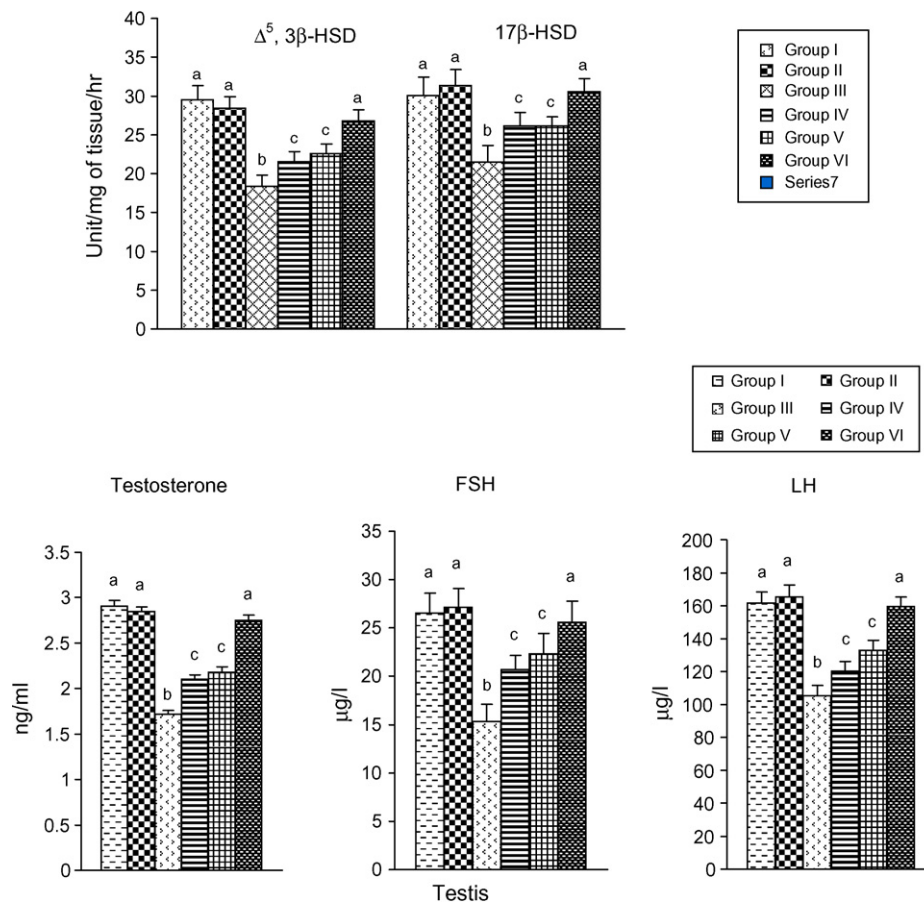 Δ⁵, 3β-HSD
17β-HSD
Unit/mg of tissue/hr
40
35
30
25
20
15
10
5
0
a
a
b
c
c
a
a
a
b
c
c
a
Group I
Group II
Group III
Group IV
Group V
Group VI
Series7
Group I Group II
Group III Group IV
Group V Group VI
Testosterone
ng/ml
3.5
3
2.5
2
1.5
1
0.5
0
a
a
b
c
c
a
FSH
µg/l
35
30
25
20
15
10
5
0
a
a
b
c
c
a
LH
µg/l
200
180
160
140
120
100
80
60
40
20
0
a
a
b
c
c
a
Testis